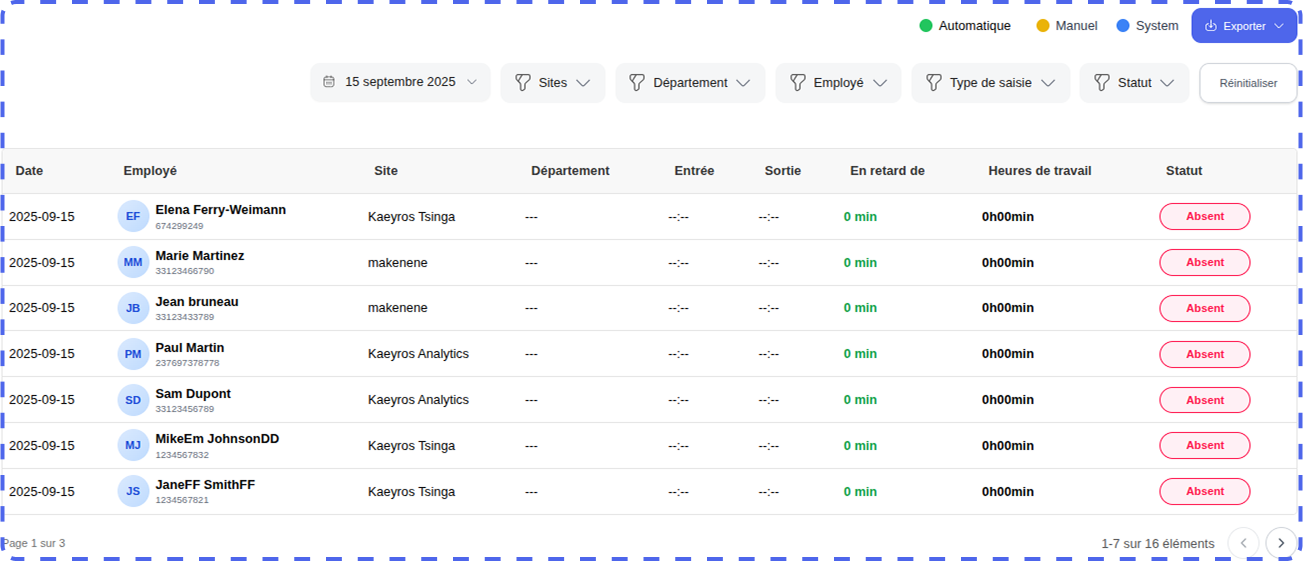 Automatique Manuel System Exporter
15 septembre 2025 Sites Département Employé Type de saisie Statut Réinitialiser
Date Employé Site Département Entrée Sortie En retard de Heures de travail Statut
2025-09-15 EF Elena Ferry-Weimann Kaeyros Tsinga --- --:-- --:-- 0 min 0h00min Absent
674299249
2025-09-15 MM Marie Martinez makenene --- --:-- --:-- 0 min 0h00min Absent
33123466790
2025-09-15 JB Jean bruneau makenene --- --:-- --:-- 0 min 0h00min Absent
33123433789
2025-09-15 PM Paul Martin Kaeyros Analytics --- --:-- --:-- 0 min 0h00min Absent
237697378778
2025-09-15 SD Sam Dupont Kaeyros Analytics --- --:-- --:-- 0 min 0h00min Absent
33123456789
2025-09-15 MJ MikeEm JohnsonDD Kaeyros Tsinga --- --:-- --:-- 0 min 0h00min Absent
1234567832
2025-09-15 JS JaneFF SmithFF Kaeyros Tsinga --- --:-- --:-- 0 min 0h00min Absent
1234567821
Page 1 sur 3 1-7 sur 16 éléments